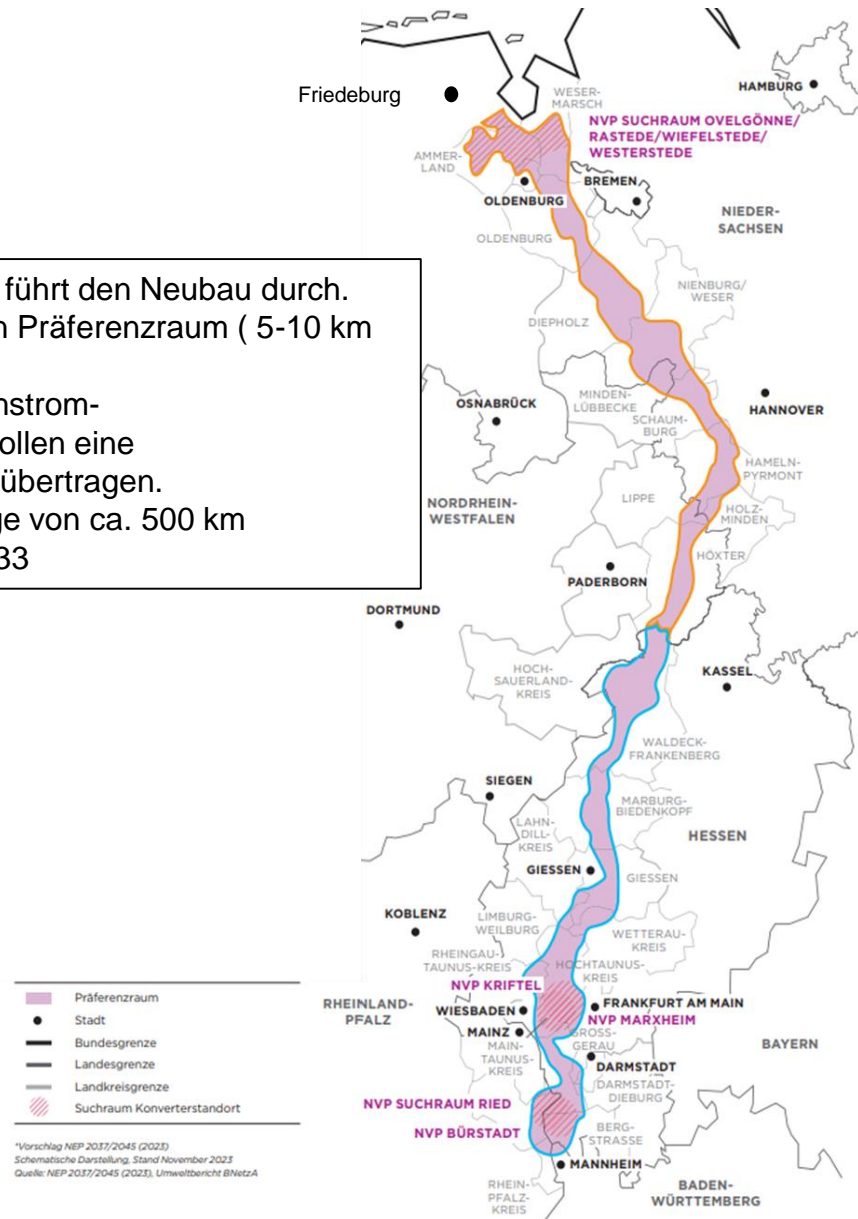 Friedeburg
HAMBURG
WESER-
MARSCH
NVP SUCHRAUM OVELGÖNNE/
RASTEDE/WIEFELSTEDE/
WESTERSTEDE
AMMER-
LAND
BREMEN
OLDENBURG
NIEDER-
SACHSEN
OLDENBURG
führt den Neubau durch.
n Präferenzraum ( 5-10 km
nstrom-
ollen eine
übertragen.
ge von ca. 500 km
33
NIENBURG/
WESER
DIEPHOLZ
MINDEN-
LÜBBECKE
OSNABRÜCK
HANNOVER
SCHAUM-
BURG
HAMELN-
PYRMONT
LIPPE
NORDRHEIN-
WESTFALEN
HOLZ-
MINDEN
HÖXTER
PADERBORN
DORTMUND
HOCH-
SAUERLAND-
KREIS
KASSEL
WALDECK-
FRANKENBERG
SIEGEN
MARBURG-
BIEDENKOPF
LAHN-
DILL-
KREIS
HESSEN
GIESSEN
GIESSEN
KOBLENZ
LIMBURG-
WEILBURG
WETTERAU-
KREIS
RHEINGAU-
TAUNUS-KREIS
HOCHTAUNUS-
KREIS
NVP KRIFTEL
RHEINLAND-
PFALZ
WIESBADEN
FRANKFURT AM MAIN
NVP MARXHEIM
MAINZ
GROSS-
GERAU
MAIN-
TAUNUS-
KREIS
BAYERN
DARMSTADT
DARMSTADT-
DIEBURG
NVP SUCHRAUM RIED
NVP BÜRSTADT
BERG-
STRASSE
MANNHEIM
RHEIN-
PFALZ-
KREIS
BADEN-
WÜRTTEMBERG
Präferenzraum
Stadt
Bundesgrenze
Landesgrenze
Landkreisgrenze
Suchraum Konverterstandort
*Vorschlag NEP 2037/2045 (2023)
Schematische Darstellung, Stand November 2023
Quelle: NEP 2037/2045 (2023), Umweltbericht BNetzA